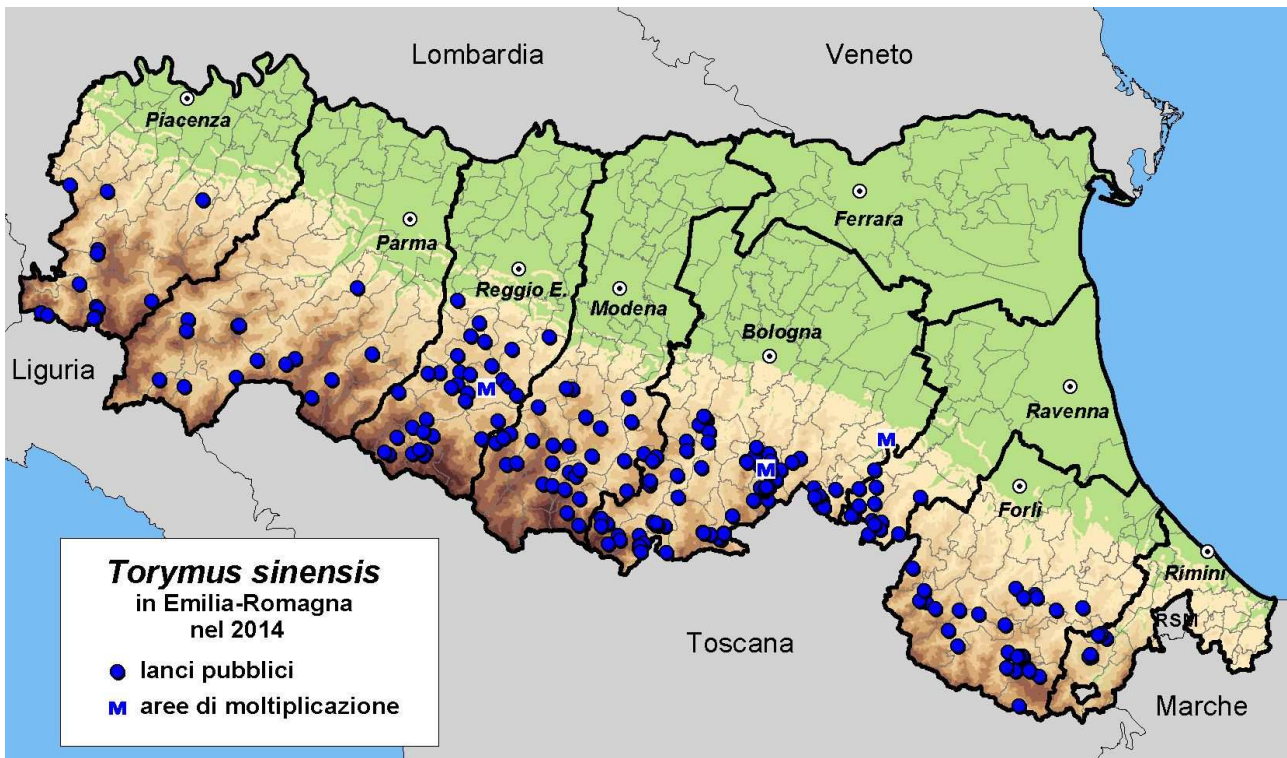 Lombardia
Veneto
Piacenza
Ferrara
Parma
Reggio E.
Modena
Bologna
Liguria
Ravenna
M
M
M
Forlì
Rimini
RSM
Toscana
Marche
Torymus sinensis
in Emilia-Romagna
nel 2014
lanci pubblici
M aree di moltiplicazione